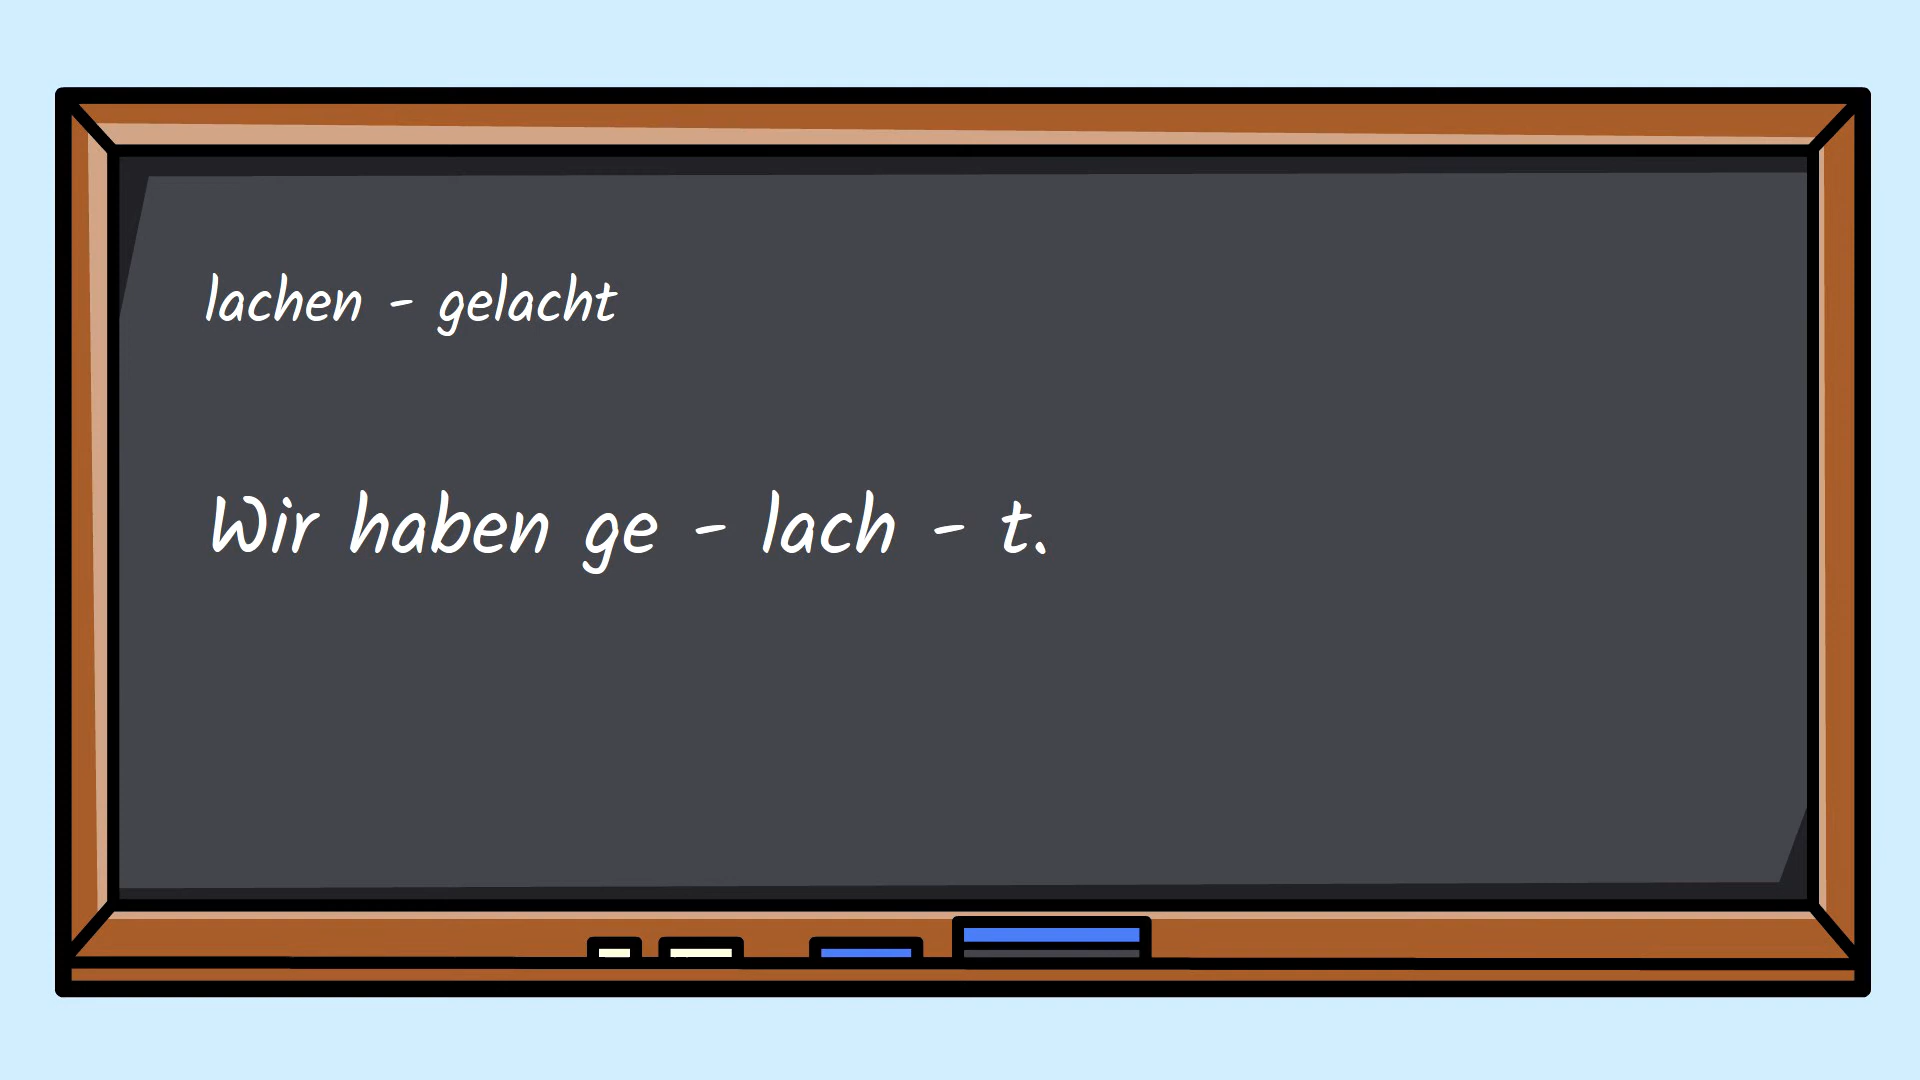 lachen - gelacht
Wir haben ge - lach - t.